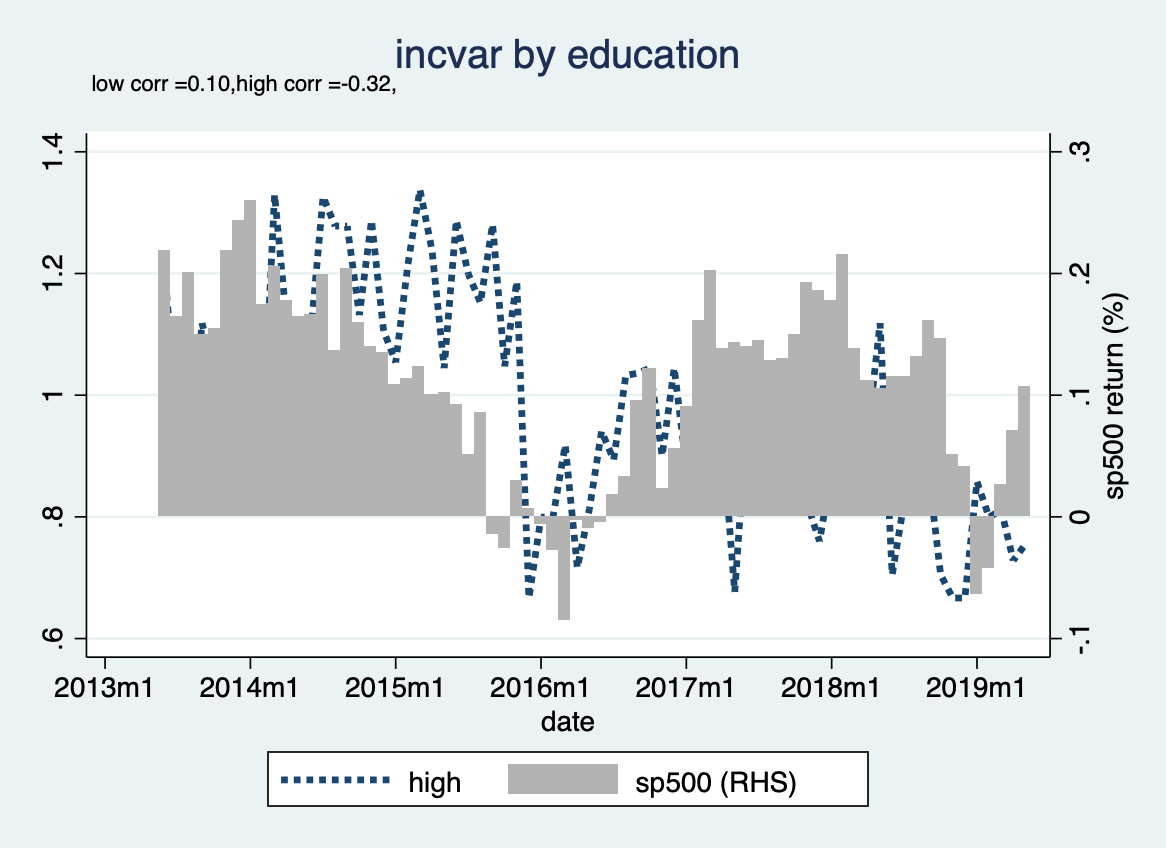 incvar by education
low corr =0.10,high corr =-0.32,
1.4
1.2
1
.8
.6
.3
.2
.1
0
-.1
sp500 return (%)
2013m1 2014m1 2015m1 2016m1 2017m1 2018m1 2019m1
date
high sp500 (RHS)